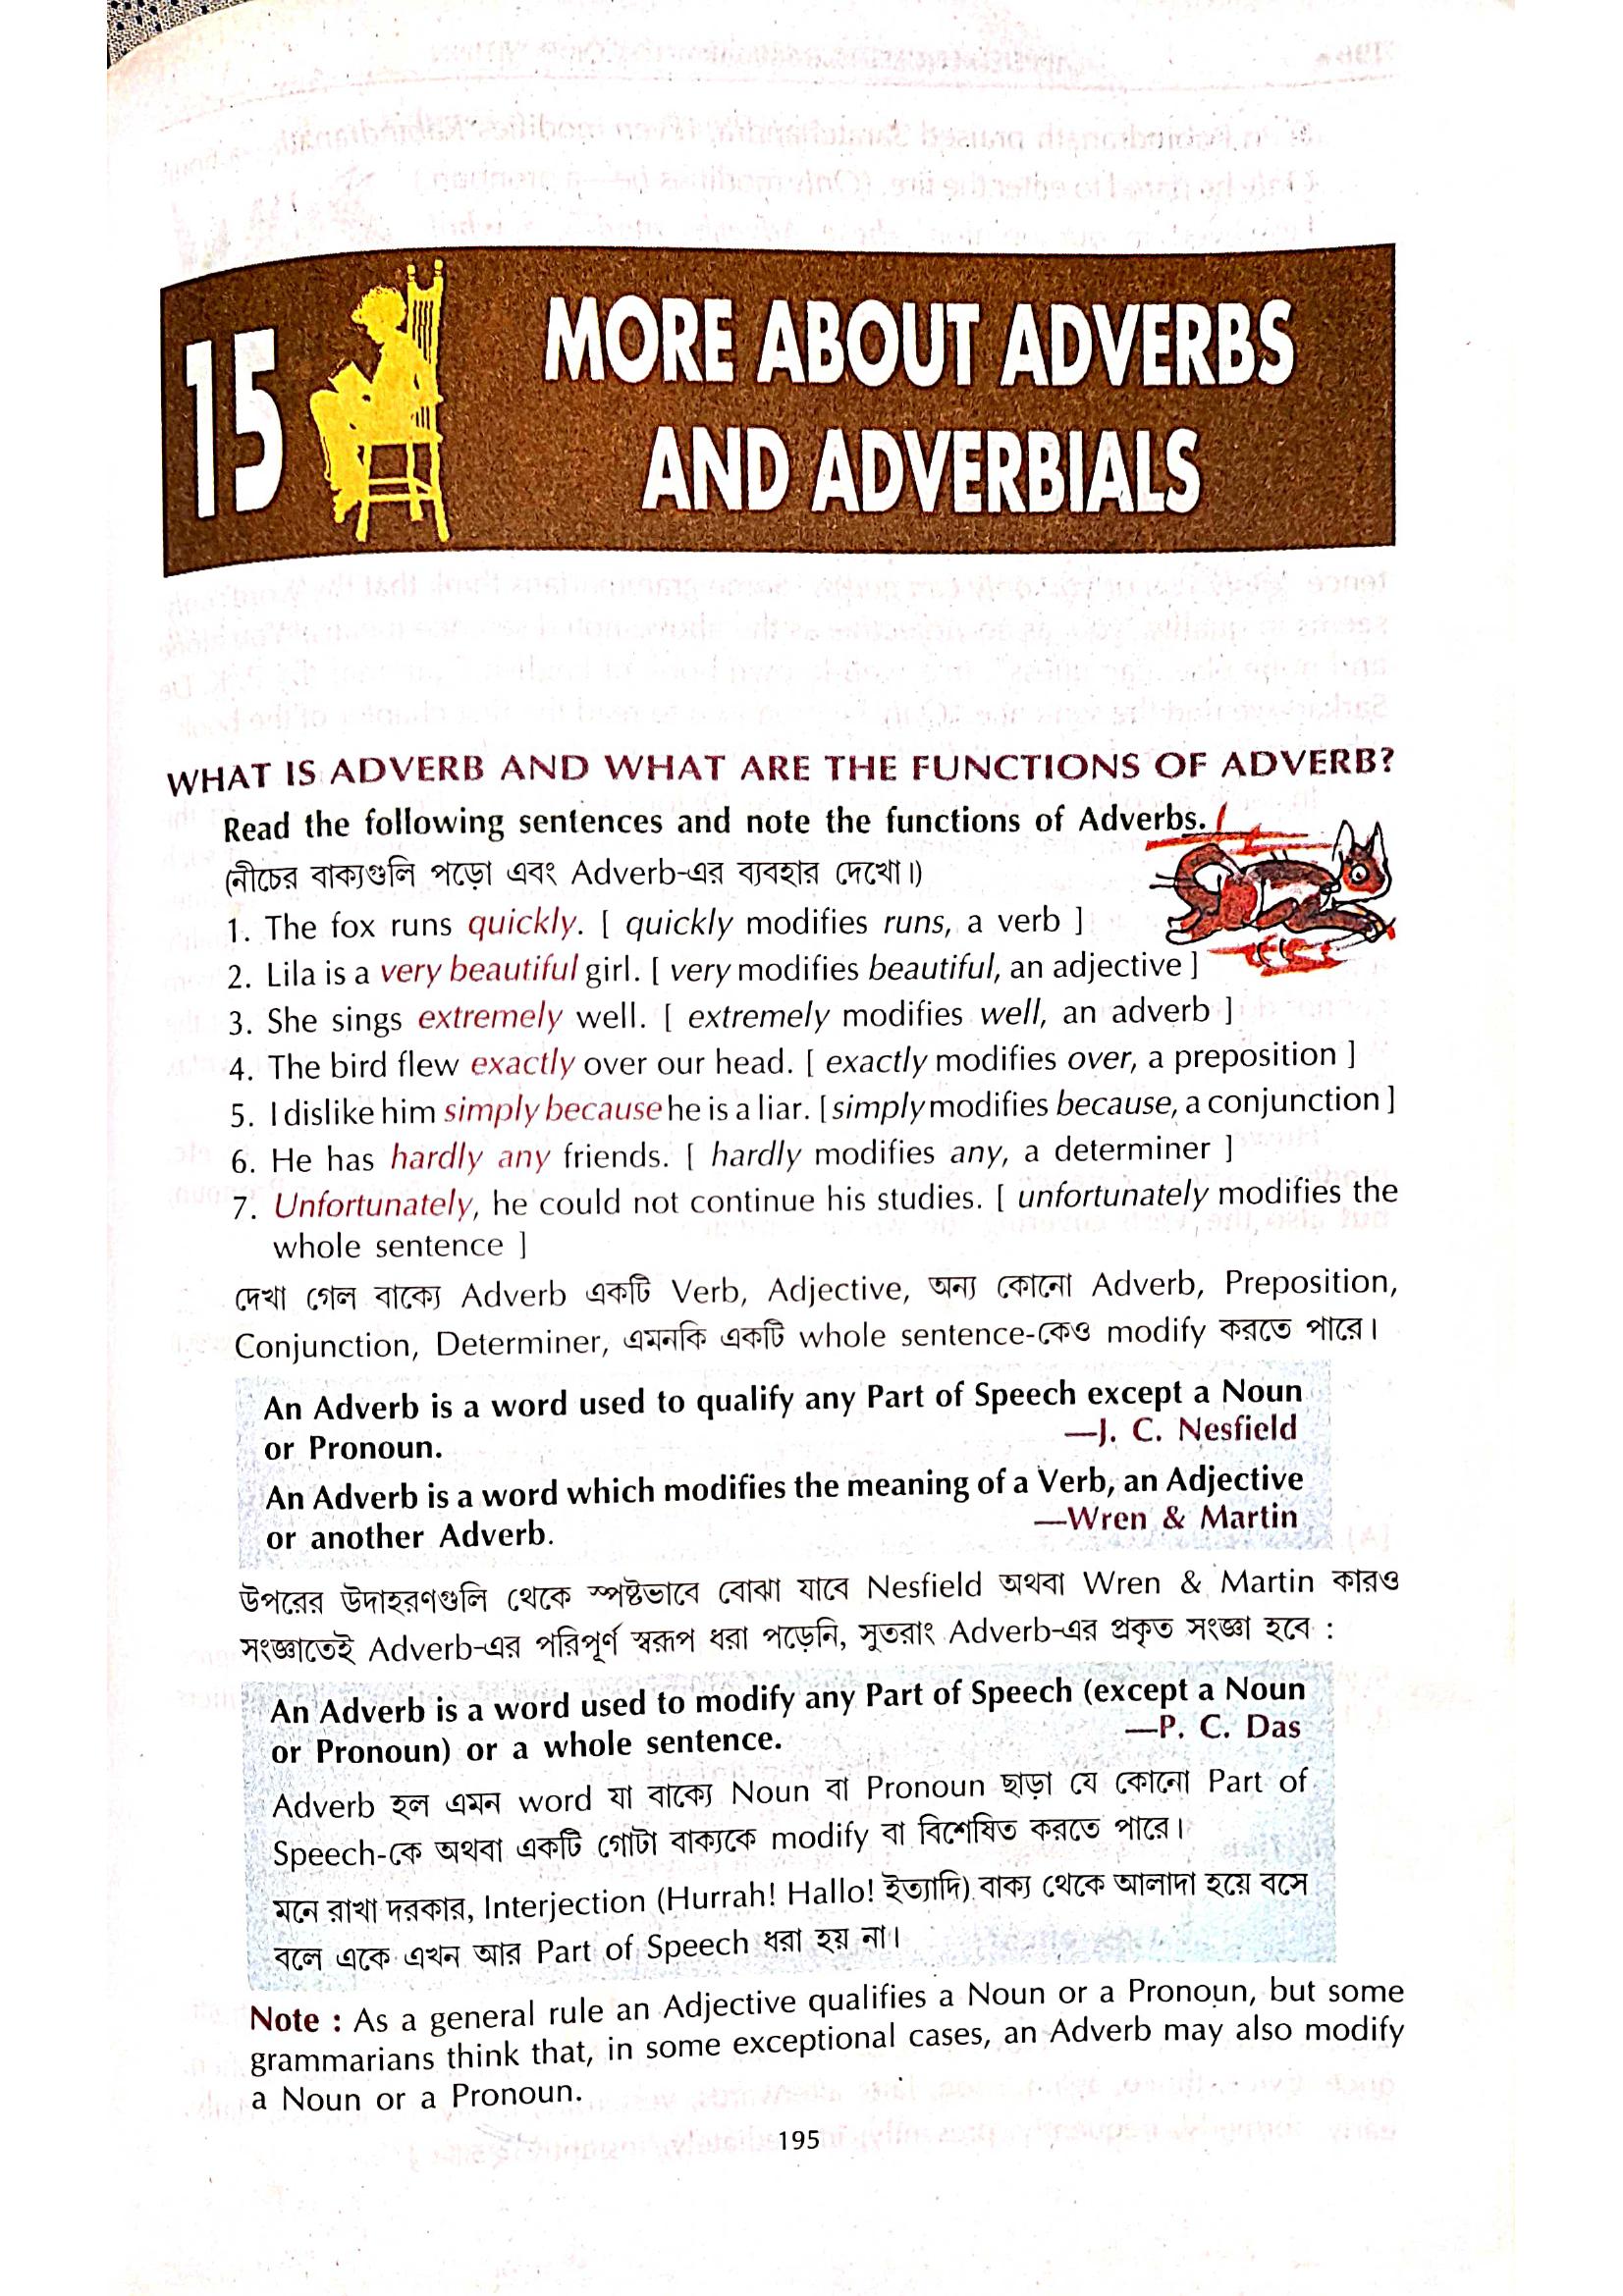 15
MORE ABOUT ADVERBS
AND ADVERBIALS
WHAT IS ADVERB AND WHAT ARE THE FUNCTIONS OF ADVERB?
Read the following sentences and note the functions of Adverbs.
(নীচের বাক্যগুলি পড়ো এবং Adverb-এর ব্যবহার দেখো।)
1. The fox runs quickly. [ quickly modifies runs, a verb ]
2. Lila is a very beautiful girl. [ very modifies beautiful, an adjective ]
3. She sings extremely well. [ extremely modifies well, an adverb ]
4. The bird flew exactly over our head. [ exactly modifies over, a preposition ]
5. I dislike him simply because he is a liar. [simply modifies because, a conjunction ]
6. He has hardly any friends. [ hardly modifies any, a determiner ]
7. Unfortunately, he could not continue his studies. [ unfortunately modifies the
whole sentence ]
দেখা গেল বাক্যে Adverb একটি Verb, Adjective, অন্য কোনো Adverb, Preposition,
Conjunction, Determiner, এমনকি একটি whole sentence-কেও modify করতে পারে।
An Adverb is a word used to qualify any Part of Speech except a Noun
or Pronoun. —J. C. Nesfield
An Adverb is a word which modifies the meaning of a Verb, an Adjective
or another Adverb. —Wren & Martin
উপরের উদাহরণগুলি থেকে স্পষ্টভাবে বোঝা যাবে Nesfield অথবা Wren & Martin কারও
সংজ্ঞাতেই Adverb-এর পরিপূর্ণ স্বরূপ ধরা পড়েনি, সুতরাং Adverb-এর প্রকৃত সংজ্ঞা হবে :
An Adverb is a word used to modify any Part of Speech (except a Noun
or Pronoun) or a whole sentence. —P. C. Das
Adverb হল এমন word যা বাক্যে Noun বা Pronoun ছাড়া যে কোনো Part of
Speech-কে অথবা একটি গোটা বাক্যকে modify বা বিশেষিত করতে পারে।
মনে রাখা দরকার, Interjection (Hurrah! Hallo! ইত্যাদি) বাক্য থেকে আলাদা হয়ে বসে
বলে একে এখন আর Part of Speech ধরা হয় না।
Note : As a general rule an Adjective qualifies a Noun or a Pronoun, but some
grammarians think that, in some exceptional cases, an Adverb may also modify
a Noun or a Pronoun.
195